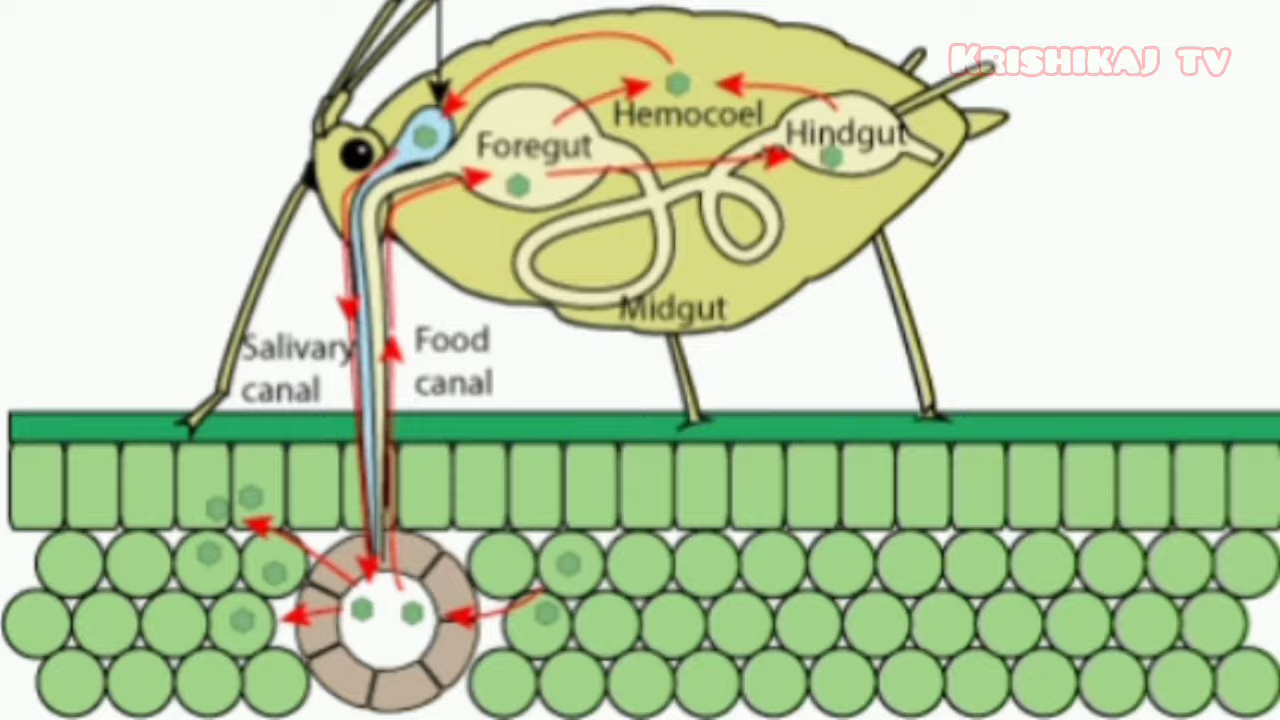 KRISHIKAJ TV
Hemocoel
Foregut
Hindgut
Midgut
Salivary
canal
Food
canal